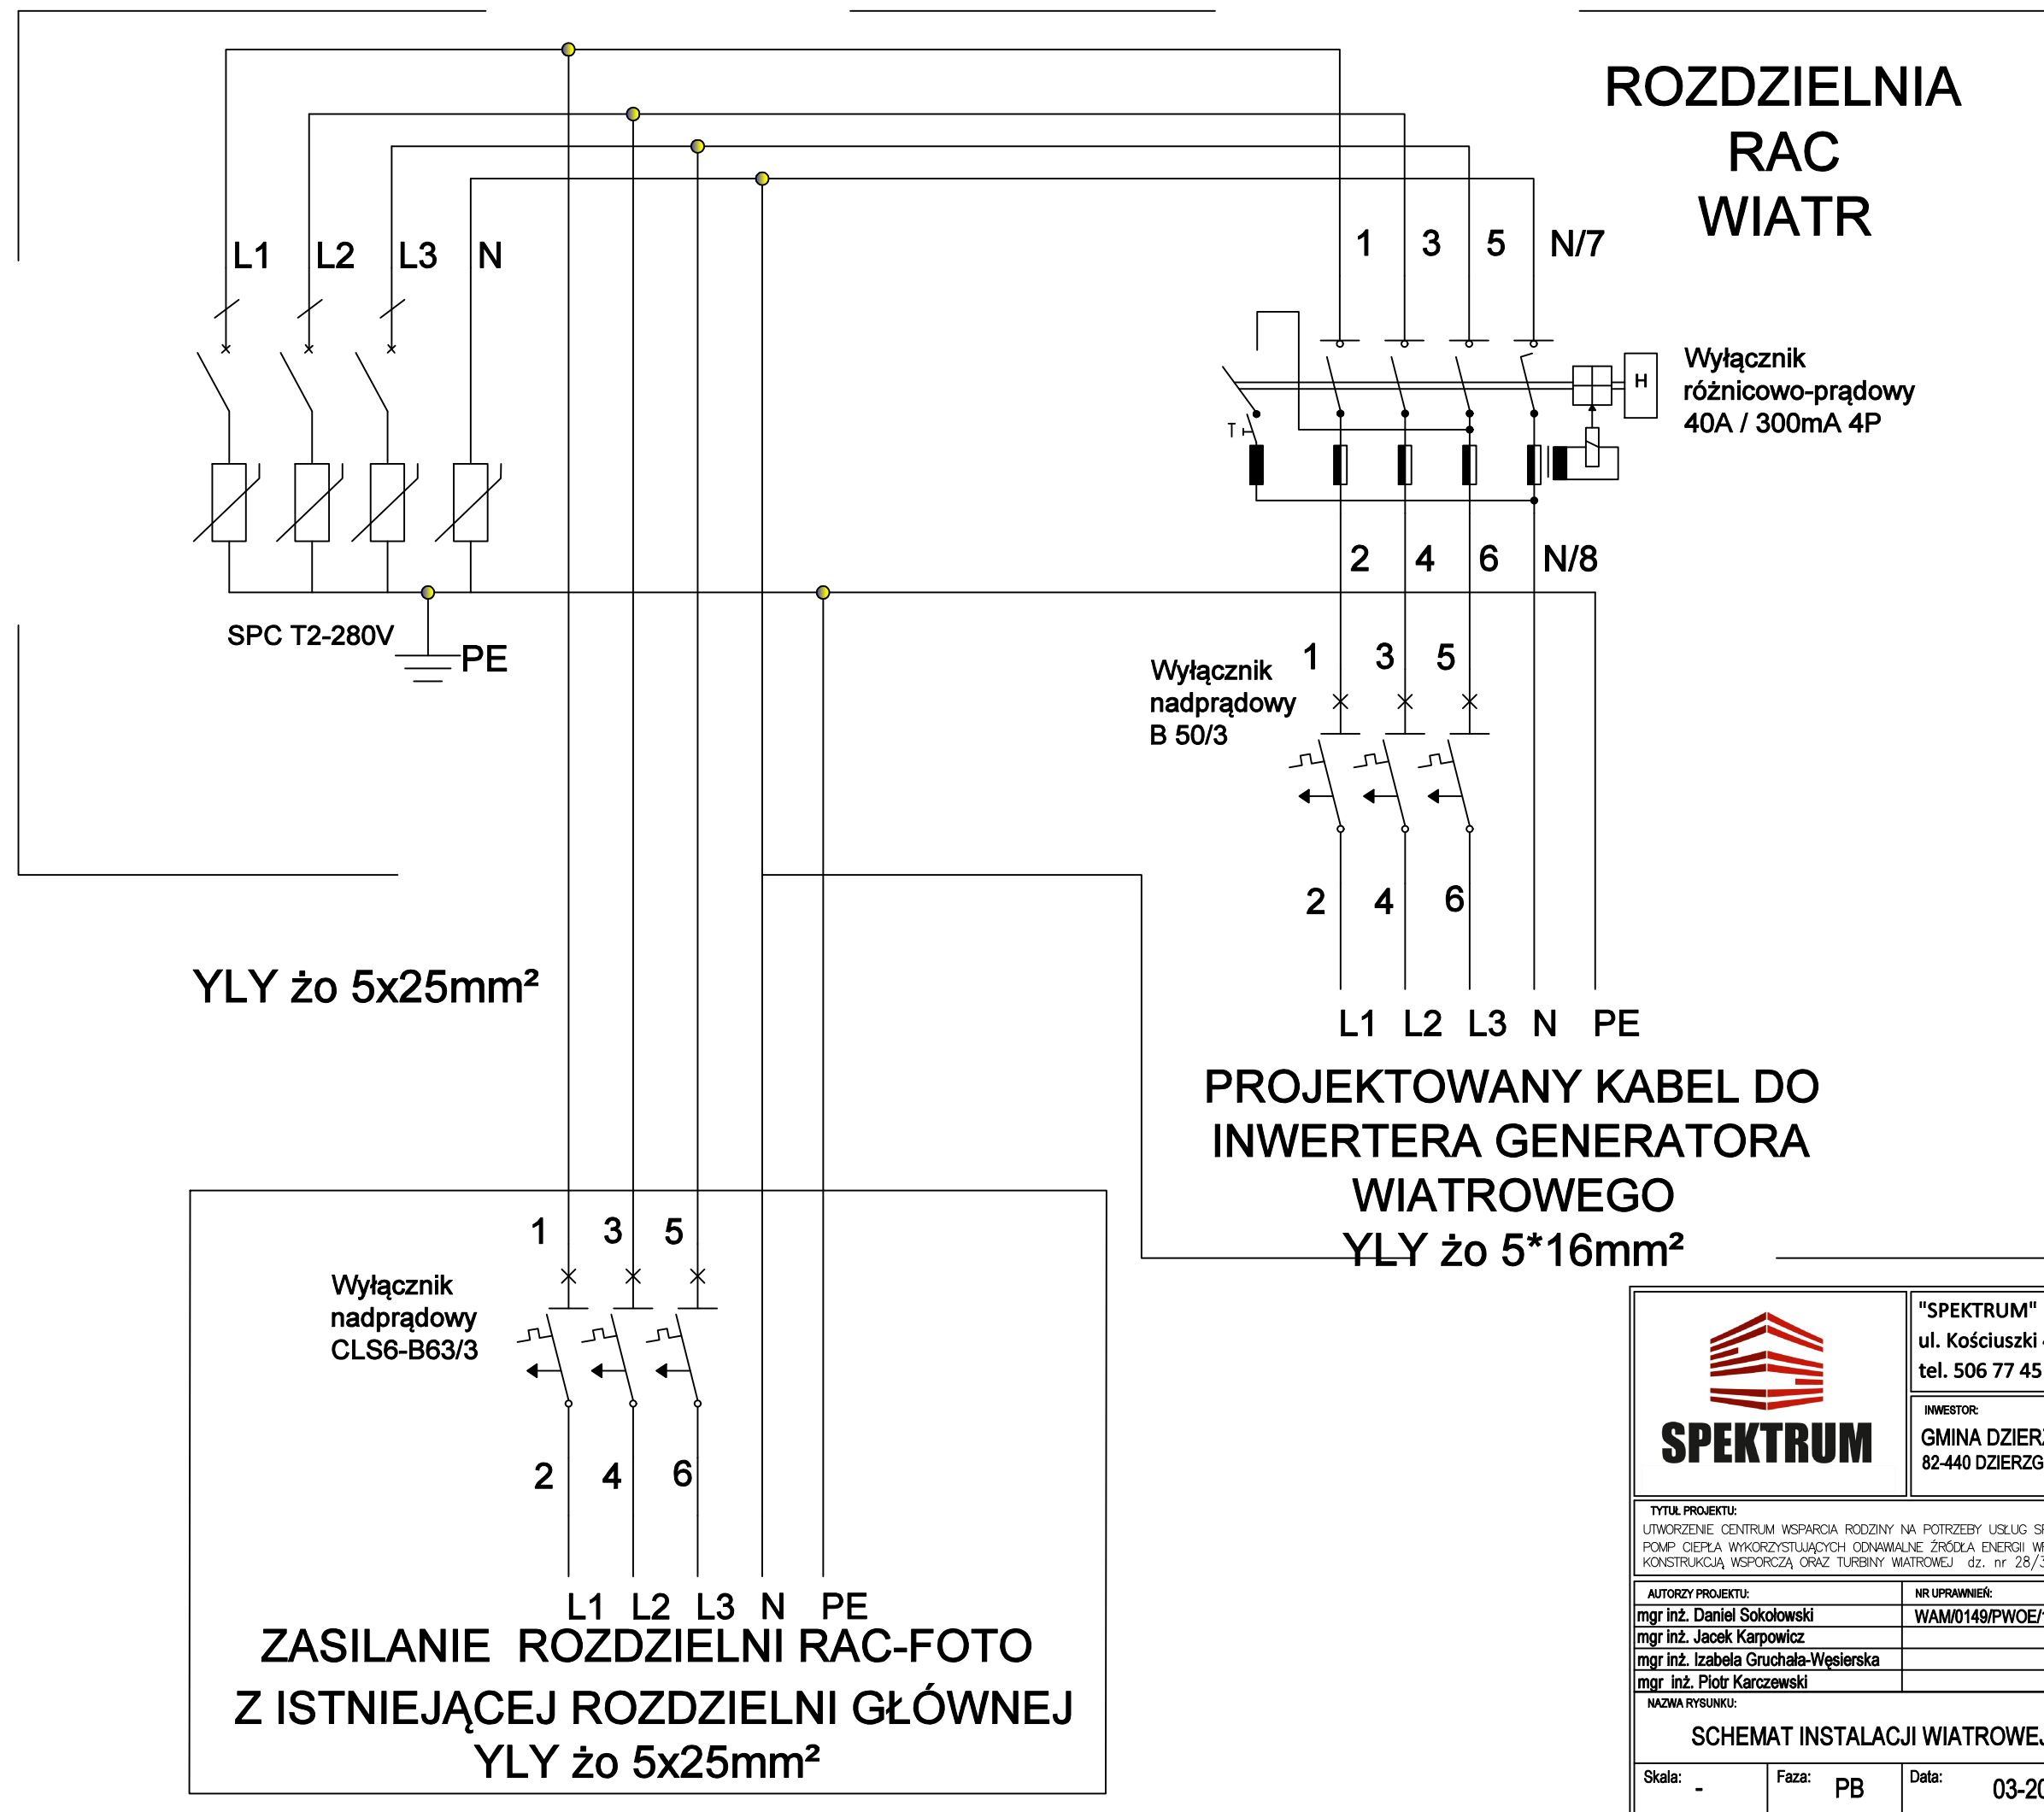 ROZDZIELNIA
RAC
WIATR
L1 L2 L3 N
1 3 5 N/7
H
Wyłącznik
różnicowo-prądowy
40A / 300mA 4P
T
2 4 6 N/8
SPC T2-280V
PE
Wyłącznik
nadprądowy
B 50/3
1 3 5
2 4 6
YLY żo 5x25mm²
L1 L2 L3 N PE
PROJEKTOWANY KABEL DO
INWERTERA GENERATORA
WIATROWEGO
YLY żo 5*16mm²
1 3 5
Wyłącznik
nadprądowy
CLS6-B63/3
2 4 6
L1 L2 L3 N PE
ZASILANIE ROZDZIELNI RAC-FOTO
Z ISTNIEJĄCEJ ROZDZIELNI GŁÓWNEJ
YLY żo 5x25mm²
SPEKTRUM
"SPEKTRUM"
ul. Kościuszki
tel. 506 77 45
INWESTOR:
GMINA
82-440
TYTUŁ PROJEKTU:
UTWORZENIE CENTRUM WSPARCIA RODZINY NA POTRZEBY USŁUG
POMP CIEPŁA WYKORZYSTUJĄCYCH ODNAWIALNE ŹRÓDŁA ENERGII
KONSTRUKCJĄ WSPORCZĄ ORAZ TURBINY WIATROWEJ dz. nr 28/
AUTORZY PROJEKTU: NR UPRAWNIEŃ:
mgr inż. Daniel Sokołowski WAM/0149/PWOE/
mgr inż. Jacek Karpowicz
mgr inż. Izabela Gruchała-Węsierska
mgr inż. Piotr Karczewski
NAZWA RYSUNKU:
SCHEMAT INSTALACJI WIATROWEJ
Skala: - Faza: PB Data: 03-20